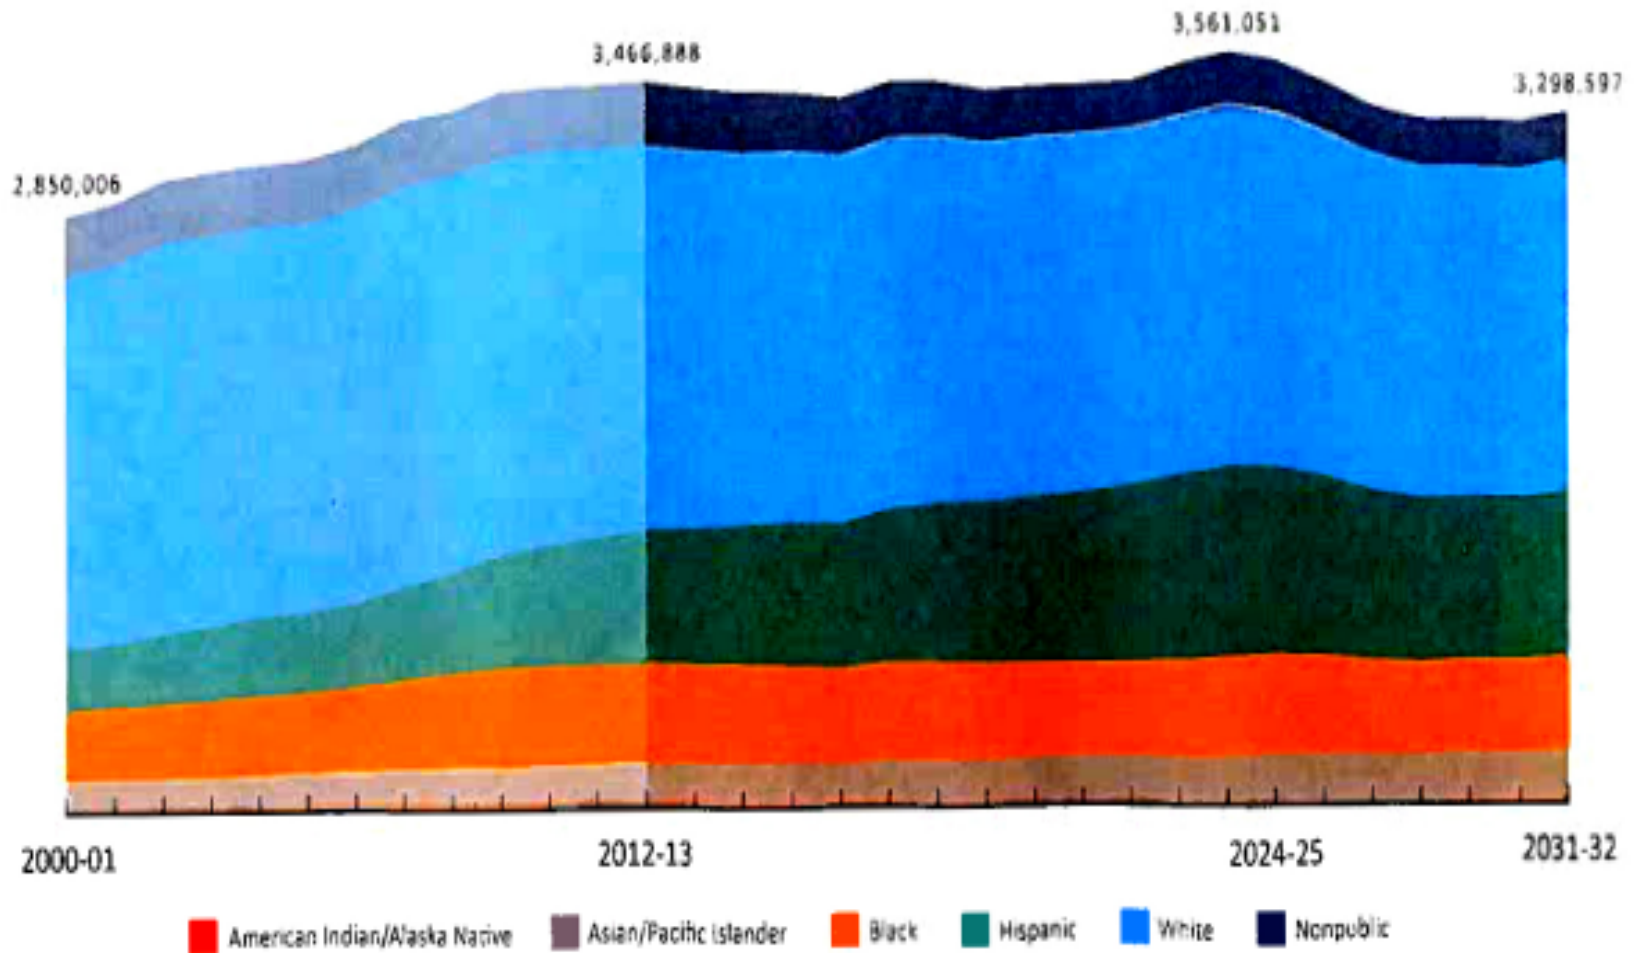 3,561,051
3,466,888
3,298,597
2,850,006
2000-01 2012-13 2024-25 2031-32
American Indian/Alaska Native Asian/Pacific Islander Black Hispanic White Nonpublic